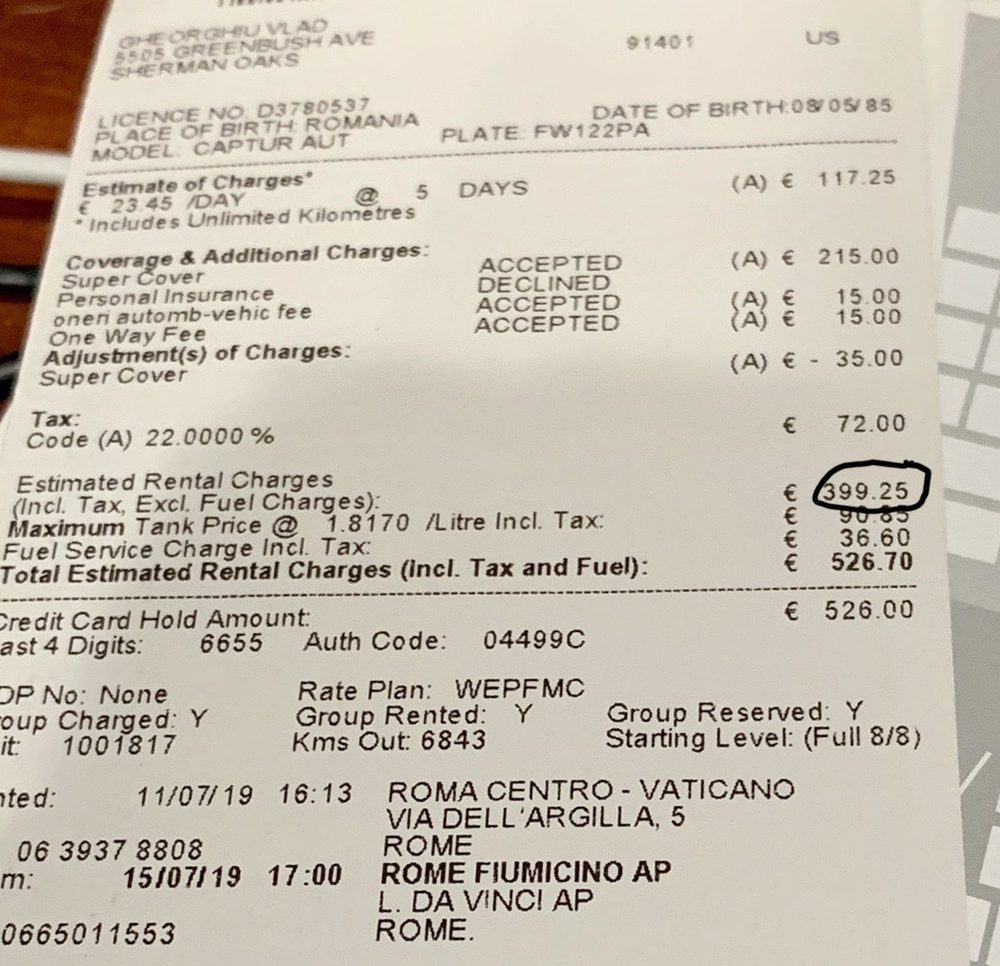 GHEORGHIU VLAD
5505 GREENBUSH AVE 91401 US
SHERMAN OAKS
LICENCE NO. D3780537 DATE OF BIRTH:08/05/85
PLACE OF BIRTH: ROMANIA PLATE: FW122PA
MODEL. CAPTUR AUT
Estimate of Charges*
€ 23.45 /DAY @ 5 DAYS (A) € 117.25
* Includes Unlimited Kilometres
Coverage & Additional Charges:
Super Cover ACCEPTED (A) € 215.00
Personal Insurance DECLINED
oneri automb-vehic fee ACCEPTED (A) € 15.00
One Way Fee ACCEPTED (A) € 15.00
Adjustment(s) of Charges:
Super Cover (A) € - 35.00
Tax:
Code (A) 22.0000 % € 72.00
Estimated Rental Charges
(Incl. Tax, Excl. Fuel Charges): € 399.25
Maximum Tank Price @ 1.8170 /Litre Incl. Tax: € 90.85
Fuel Service Charge Incl. Tax: € 36.60
Total Estimated Rental Charges (incl. Tax and Fuel): € 526.70
Credit Card Hold Amount: € 526.00
ast 4 Digits: 6655 Auth Code: 04499C
DP No: None Rate Plan: WEPFMC
oup Charged: Y Group Rented: Y Group Reserved: Y
it: 1001817 Kms Out: 6843 Starting Level: (Full 8/8)
nted: 11/07/19 16:13 ROMA CENTRO - VATICANO
VIA DELL'ARGILLA, 5
06 3937 8808 ROME
m: 15/07/19 17:00 ROME FIUMICINO AP
L. DA VINCI AP
0665011553 ROME.